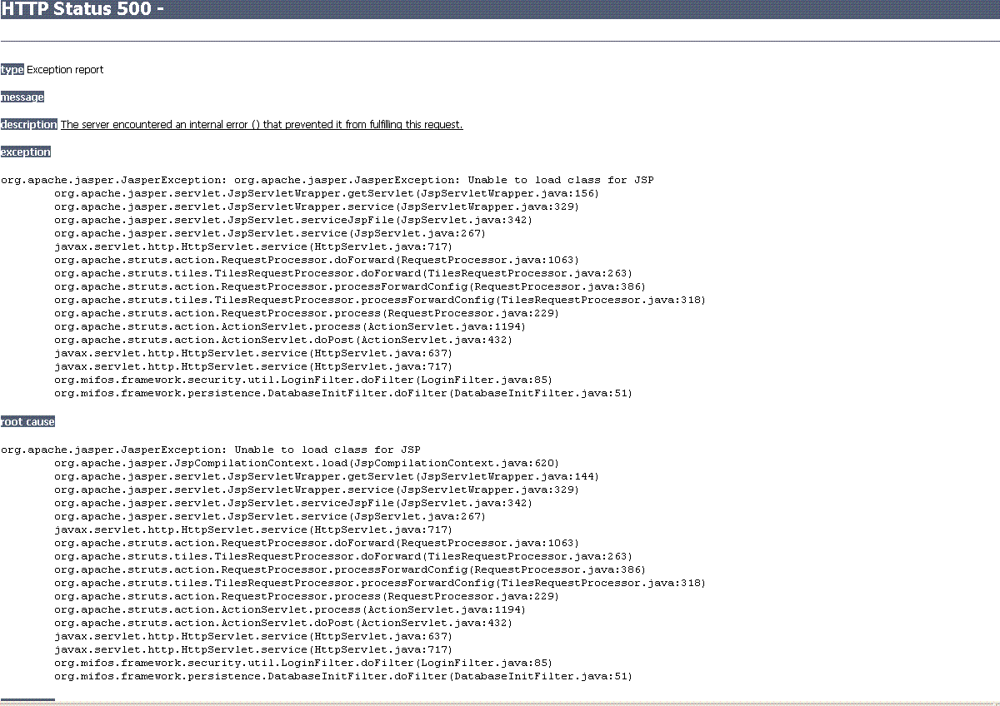 HTTP Status 500 -
type Exception report
message
description The server encountered an internal error () that prevented it from fulfilling this request.
exception
org.apache.jasper.JasperException: org.apache.jasper.JasperException: Unable to load class for JSP
org.apache.jasper.servlet.JspServletWrapper.getServlet(JspServletWrapper.java:156)
org.apache.jasper.servlet.JspServletWrapper.service(JspServletWrapper.java:329)
org.apache.jasper.servlet.JspServlet.serviceJspFile(JspServlet.java:342)
org.apache.jasper.servlet.JspServlet.service(JspServlet.java:267)
javax.servlet.http.HttpServlet.service(HttpServlet.java:717)
org.apache.struts.action.RequestProcessor.doForward(RequestProcessor.java:1063)
org.apache.struts.tiles.TilesRequestProcessor.doForward(TilesRequestProcessor.java:263)
org.apache.struts.action.RequestProcessor.processForwardConfig(RequestProcessor.java:386)
org.apache.struts.tiles.TilesRequestProcessor.processForwardConfig(TilesRequestProcessor.java:318)
org.apache.struts.action.RequestProcessor.process(RequestProcessor.java:229)
org.apache.struts.action.ActionServlet.process(ActionServlet.java:1194)
org.apache.struts.action.ActionServlet.doPost(ActionServlet.java:432)
javax.servlet.http.HttpServlet.service(HttpServlet.java:637)
javax.servlet.http.HttpServlet.service(HttpServlet.java:717)
org.mifos.framework.security.util.LoginFilter.doFilter(LoginFilter.java:85)
org.mifos.framework.persistence.DatabaseInitFilter.doFilter(DatabaseInitFilter.java:51)
root cause
org.apache.jasper.JasperException: Unable to load class for JSP
org.apache.jasper.JspCompilationContext.load(JspCompilationContext.java:620)
org.apache.jasper.servlet.JspServletWrapper.getServlet(JspServletWrapper.java:144)
org.apache.jasper.servlet.JspServletWrapper.service(JspServletWrapper.java:329)
org.apache.jasper.servlet.JspServlet.serviceJspFile(JspServlet.java:342)
org.apache.jasper.servlet.JspServlet.service(JspServlet.java:267)
javax.servlet.http.HttpServlet.service(HttpServlet.java:717)
org.apache.struts.action.RequestProcessor.doForward(RequestProcessor.java:1063)
org.apache.struts.tiles.TilesRequestProcessor.doForward(TilesRequestProcessor.java:263)
org.apache.struts.action.RequestProcessor.processForwardConfig(RequestProcessor.java:386)
org.apache.struts.tiles.TilesRequestProcessor.processForwardConfig(TilesRequestProcessor.java:318)
org.apache.struts.action.RequestProcessor.process(RequestProcessor.java:229)
org.apache.struts.action.ActionServlet.process(ActionServlet.java:1194)
org.apache.struts.action.ActionServlet.doPost(ActionServlet.java:432)
javax.servlet.http.HttpServlet.service(HttpServlet.java:637)
javax.servlet.http.HttpServlet.service(HttpServlet.java:717)
org.mifos.framework.security.util.LoginFilter.doFilter(LoginFilter.java:85)
org.mifos.framework.persistence.DatabaseInitFilter.doFilter(DatabaseInitFilter.java:51)